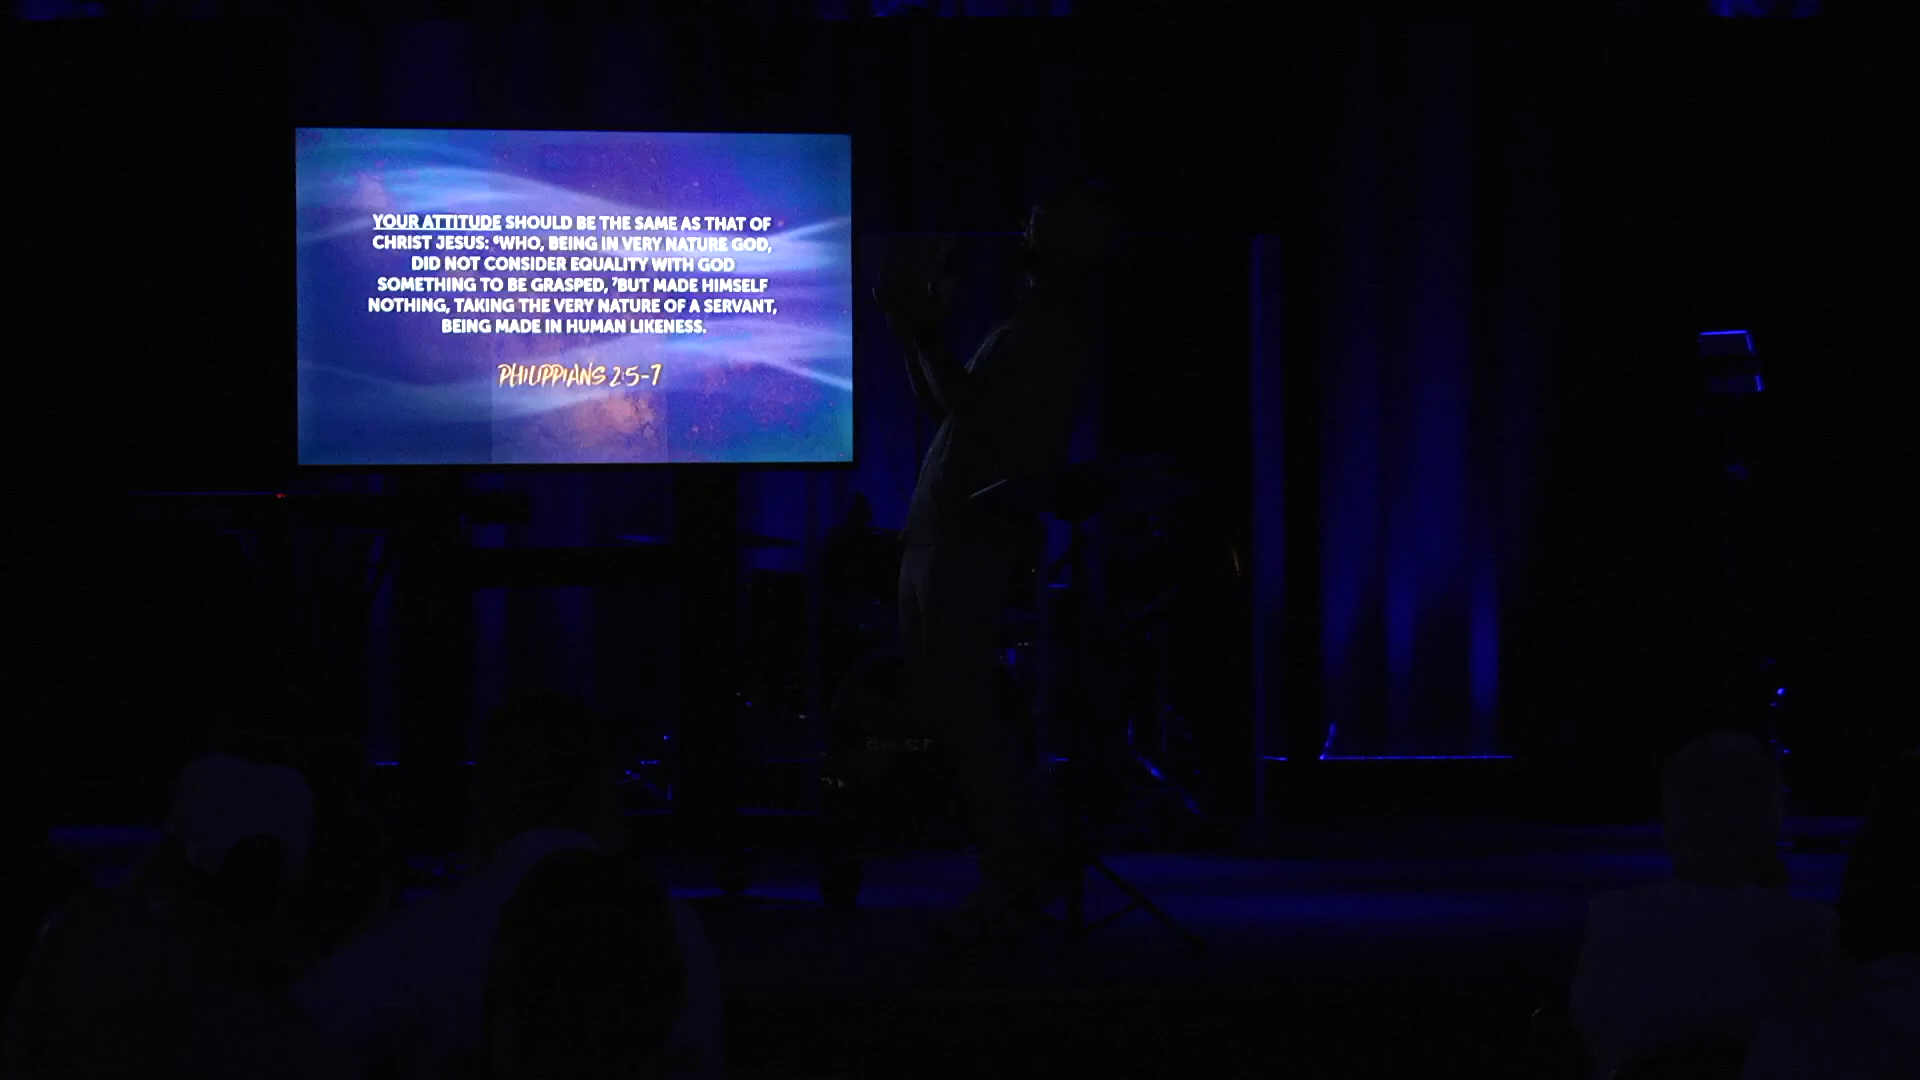 YOUR ATTITUDE SHOULD BE THE SAME AS THAT OF
CHRIST JESUS: ⁶WHO, BEING IN VERY NATURE GOD,
DID NOT CONSIDER EQUALITY WITH GOD
SOMETHING TO BE GRASPED, ⁷BUT MADE HIMSELF
NOTHING, TAKING THE VERY NATURE OF A SERVANT,
BEING MADE IN HUMAN LIKENESS.
PHILIPPIANS 2:5-7